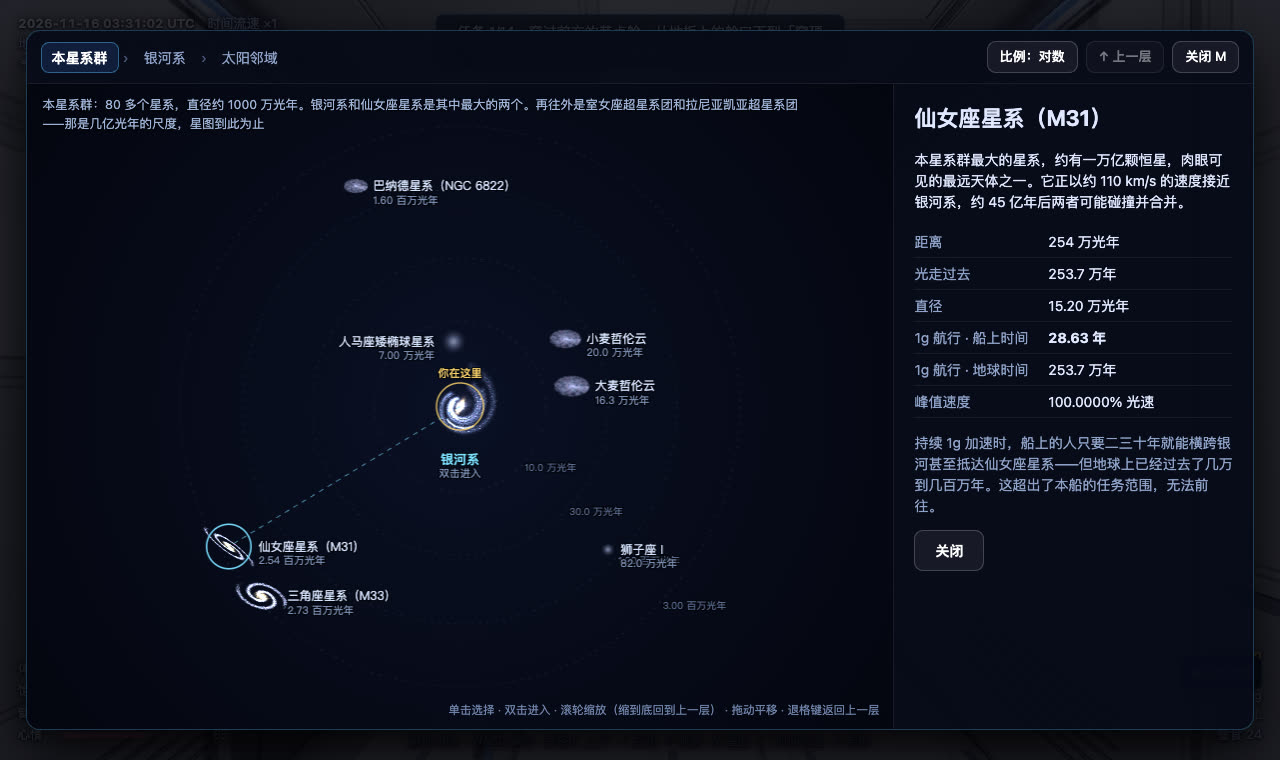 2026-11-16 03:31:02 UTC 时间流速 ×1
本星系群 › 银河系 › 太阳邻域
比例：对数
↑ 上一层
关闭 M
本星系群：80 多个星系，直径约 1000 万光年。银河系和仙女座星系是其中最大的两个。再往外是室女座超星系团和拉尼亚凯亚超星系团
——那是几亿光年的尺度，星图到此为止
巴纳德星系（NGC 6822）
1.60 百万光年
人马座矮椭球星系
7.00 万光年
小麦哲伦云
20.0 万光年
你在这里
大麦哲伦云
16.3 万光年
银河系
双击进入
10.0 万光年
30.0 万光年
仙女座星系（M31）
2.54 百万光年
狮子座 I
82.0 万光年
三角座星系（M33）
2.73 百万光年
3.00 百万光年
单击选择 · 双击进入 · 滚轮缩放（缩到底回到上一层） · 拖动平移 · 退格键返回上一层
仙女座星系（M31）
本星系群最大的星系，约有一万亿颗恒星，肉眼可
见的最远天体之一。它正以约 110 km/s 的速度接近
银河系，约 45 亿年后两者可能碰撞并合并。
距离 254 万光年
光走过去 253.7 万年
直径 15.20 万光年
1g 航行 · 船上时间 28.63 年
1g 航行 · 地球时间 253.7 万年
峰值速度 100.0000% 光速
持续 1g 加速时，船上的人只要二三十年就能横跨银
河甚至抵达仙女座星系——但地球上已经过去了几万
到几百万年。这超出了本船的任务范围，无法前
往。
关闭
心情